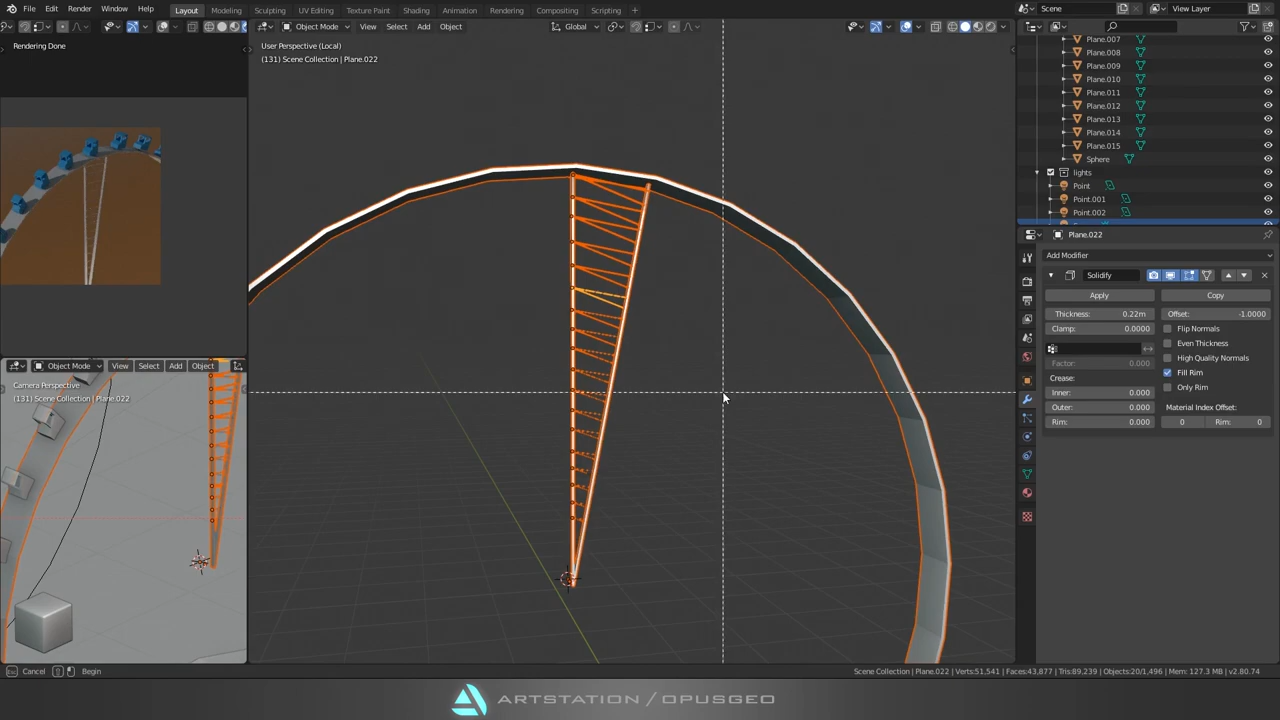 File Edit Render Window Help Layout Modeling Sculpting UV Editing Texture Paint Shading Animation Rendering Compositing Scripting + Scene View Layer
Object Mode View Select Add Object Global
Rendering Done
User Perspective (Local)
(131) Scene Collection | Plane.022
Plane.007
Plane.008
Plane.009
Plane.010
Plane.011
Plane.012
Plane.013
Plane.014
Plane.015
Sphere
lights
Point
Point.001
Point.002
Plane.022
Add Modifier
Solidify
Apply Copy
Thickness: 0.22m Offset: -1.0000
Clamp: 0.0000 Flip Normals
Even Thickness
Factor: 0.000 High Quality Normals
Crease: Fill Rim
Inner: 0.000 Only Rim
Outer: 0.000 Material Index Offset:
Rim: 0.000 0 Rim: 0
Object Mode View Select Add Object
Camera Perspective
(131) Scene Collection | Plane.022
Cancel Begin
Scene Collection | Plane.022 | Verts:51,541 | Faces:43,877 | Tris:89,239 | Objects:20/1,496 | Mem: 127.3 MB | v2.80.74
ARTSTATION / OPUSGEO